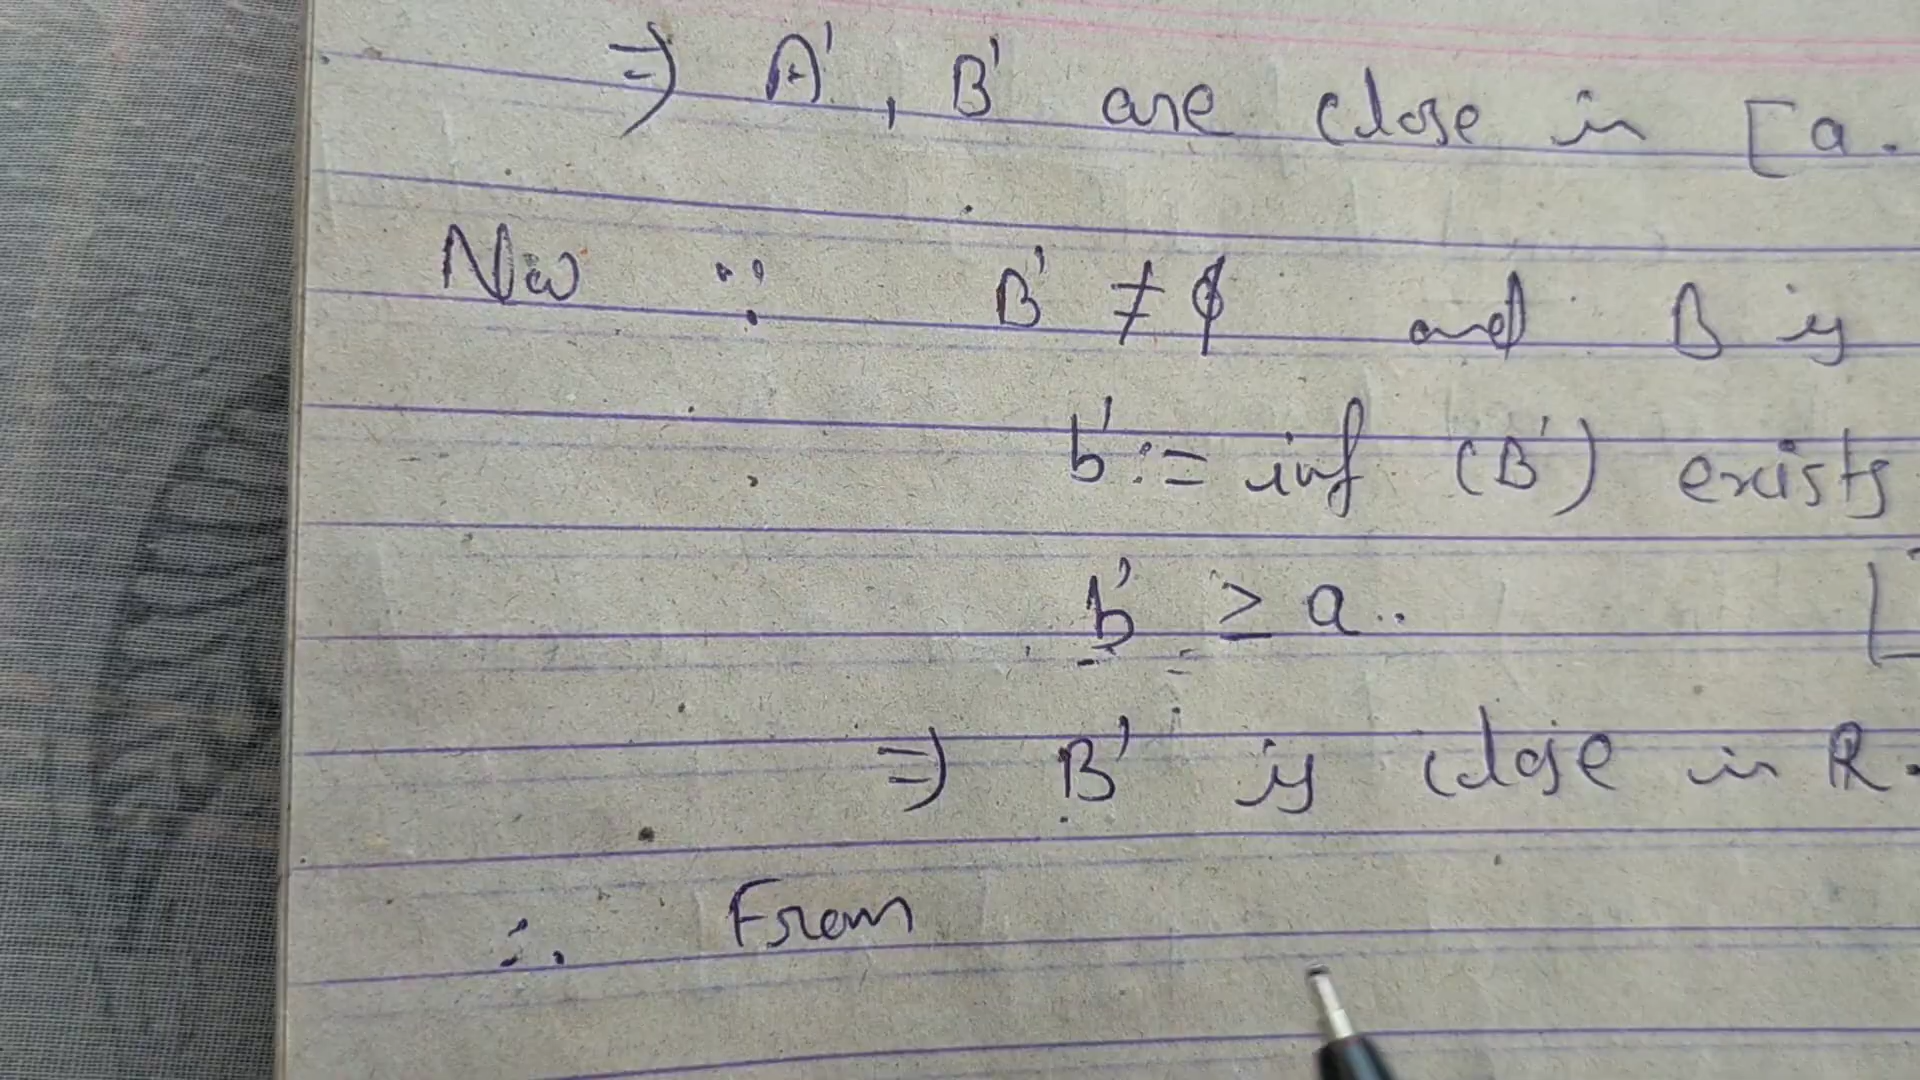 ⇒ A', B' are close in [a.
Now ∵ B' ≠ ϕ and B is
b' := inf (B') exists
b' ≥ a..
⇒ B' is close in R.
∴ From